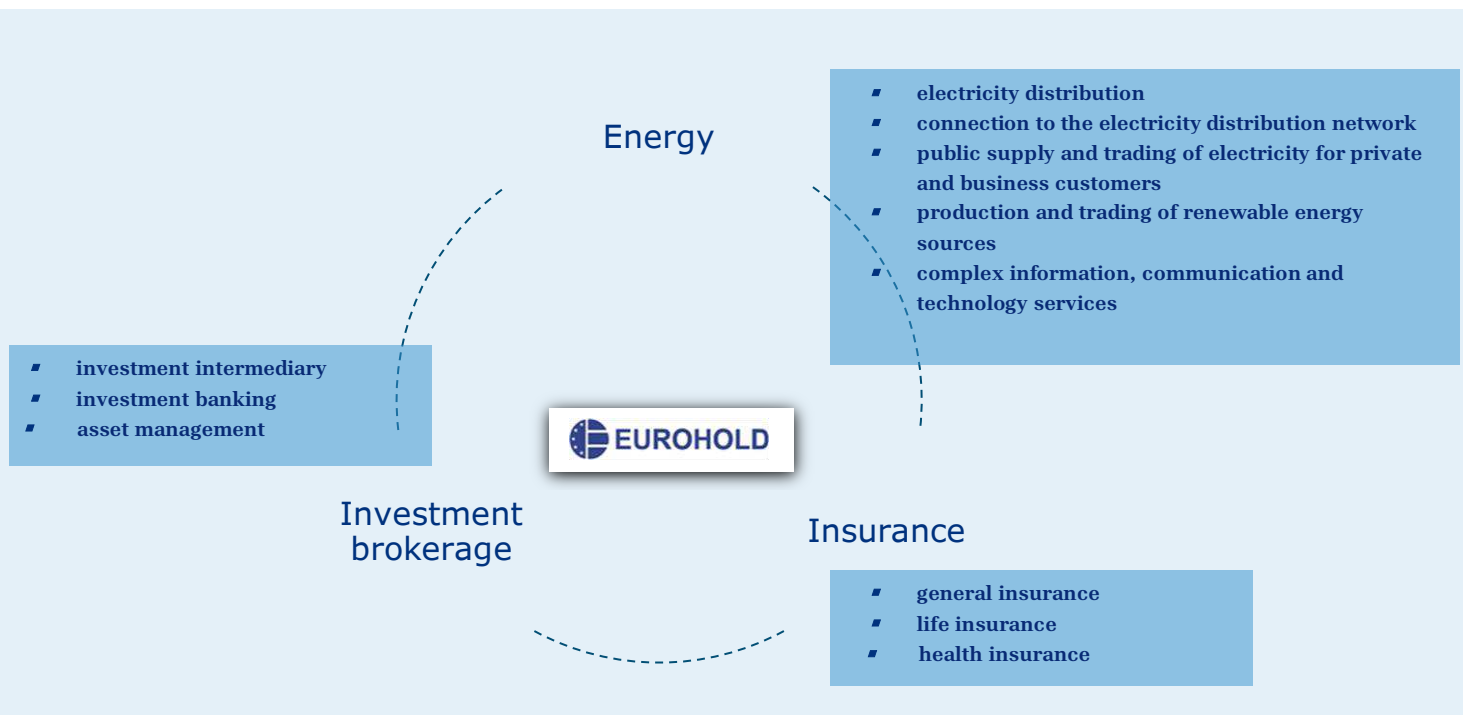 Energy
▪ electricity distribution
▪ connection to the electricity distribution network
▪ public supply and trading of electricity for private
and business customers
▪ production and trading of renewable energy
sources
▪ complex information, communication and
technology services
▪ investment intermediary
▪ investment banking
▪ asset management
EUROHOLD
Investment
brokerage
Insurance
▪ general insurance
▪ life insurance
▪ health insurance